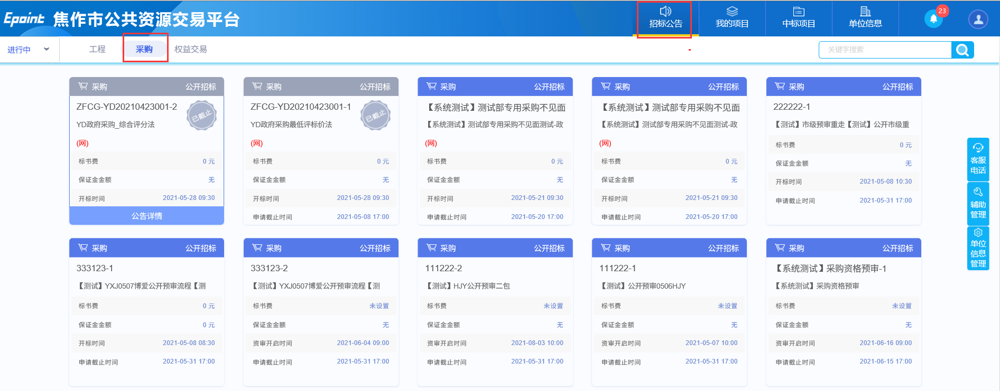 Epoint 焦作市公共资源交易平台
招标公告 我的项目 中标项目 单位信息 23
进行中 工程 采购 权益交易 关键字搜索
采购 公开招标
ZFCG-YD20210423001-2
已截止
YD政府采购_综合评分法
(网)
标书费 0 元
保证金金额 无
开标时间 2021-05-28 09:30
公告详情
采购 公开招标
ZFCG-YD20210423001-1
已截止
YD政府采购最低评标价法
(网)
标书费 0 元
保证金金额 无
开标时间 2021-05-28 09:30
申请截止时间 2021-05-08 17:00
采购 公开招标
【系统测试】测试部专用采购不见面
【系统测试】测试部专用采购不见面测试-政
(网)
标书费 0 元
保证金金额 无
开标时间 2021-05-21 09:30
申请截止时间 2021-05-20 17:00
采购 公开招标
【系统测试】测试部专用采购不见面
【系统测试】测试部专用采购不见面测试-政
(网)
标书费 0 元
保证金金额 无
开标时间 2021-05-21 09:30
申请截止时间 2021-05-20 17:00
采购 公开招标
222222-1
【测试】市级预审重走【测试】公开市级重
标书费 0 元
保证金金额 无
开标时间 2021-05-08 10:30
申请截止时间 2021-05-31 17:00
采购 公开招标
333123-1
【测试】YXJ0507博爱公开预审流程【测
标书费 0 元
保证金金额 0 元
开标时间 2021-05-08 08:30
申请截止时间 2021-05-31 17:00
采购 公开招标
333123-2
【测试】YXJ0507博爱公开预审流程【测
标书费 未设置
保证金金额 无
资审开启时间 2021-06-04 09:00
申请截止时间 2021-05-31 17:00
采购 公开招标
111222-2
【测试】HJY公开预审二包
标书费 未设置
保证金金额 无
资审开启时间 2021-08-03 10:00
申请截止时间 2021-05-31 17:00
采购 公开招标
111222-1
【测试】公开预审0506HJY
标书费 未设置
保证金金额 无
资审开启时间 2021-05-07 10:00
申请截止时间 2021-05-31 17:00
采购 公开招标
【系统测试】采购资格预审-1
【系统测试】采购资格预审
标书费 未设置
保证金金额 无
资审开启时间 2021-06-16 09:00
申请截止时间 2021-06-15 17:00
客服
电话
辅助
管理
单位
信息
管理